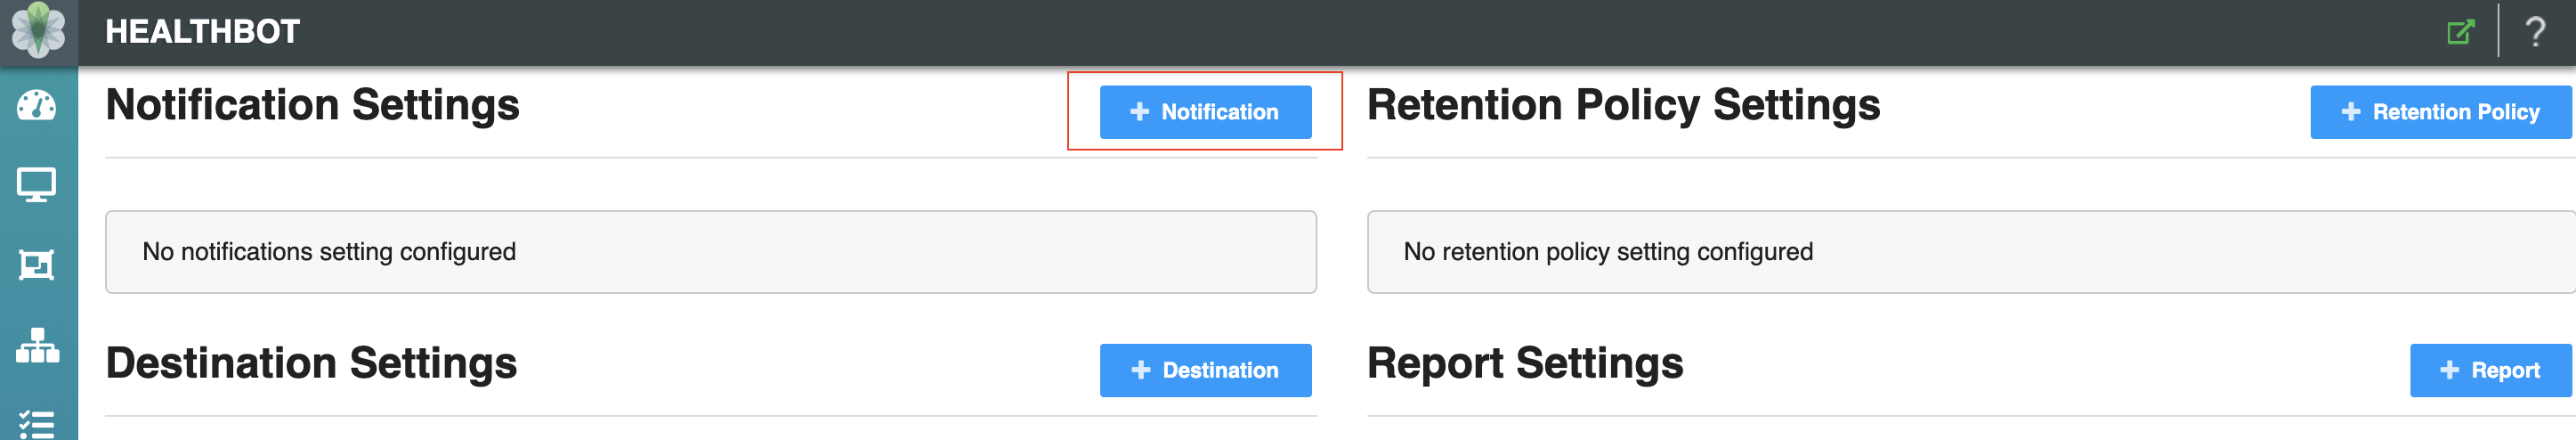 HEALTHBOT
?
Notification Settings
+ Notification
Retention Policy Settings
+ Retention Policy
No notifications setting configured
No retention policy setting configured
Destination Settings
+ Destination
Report Settings
+ Report